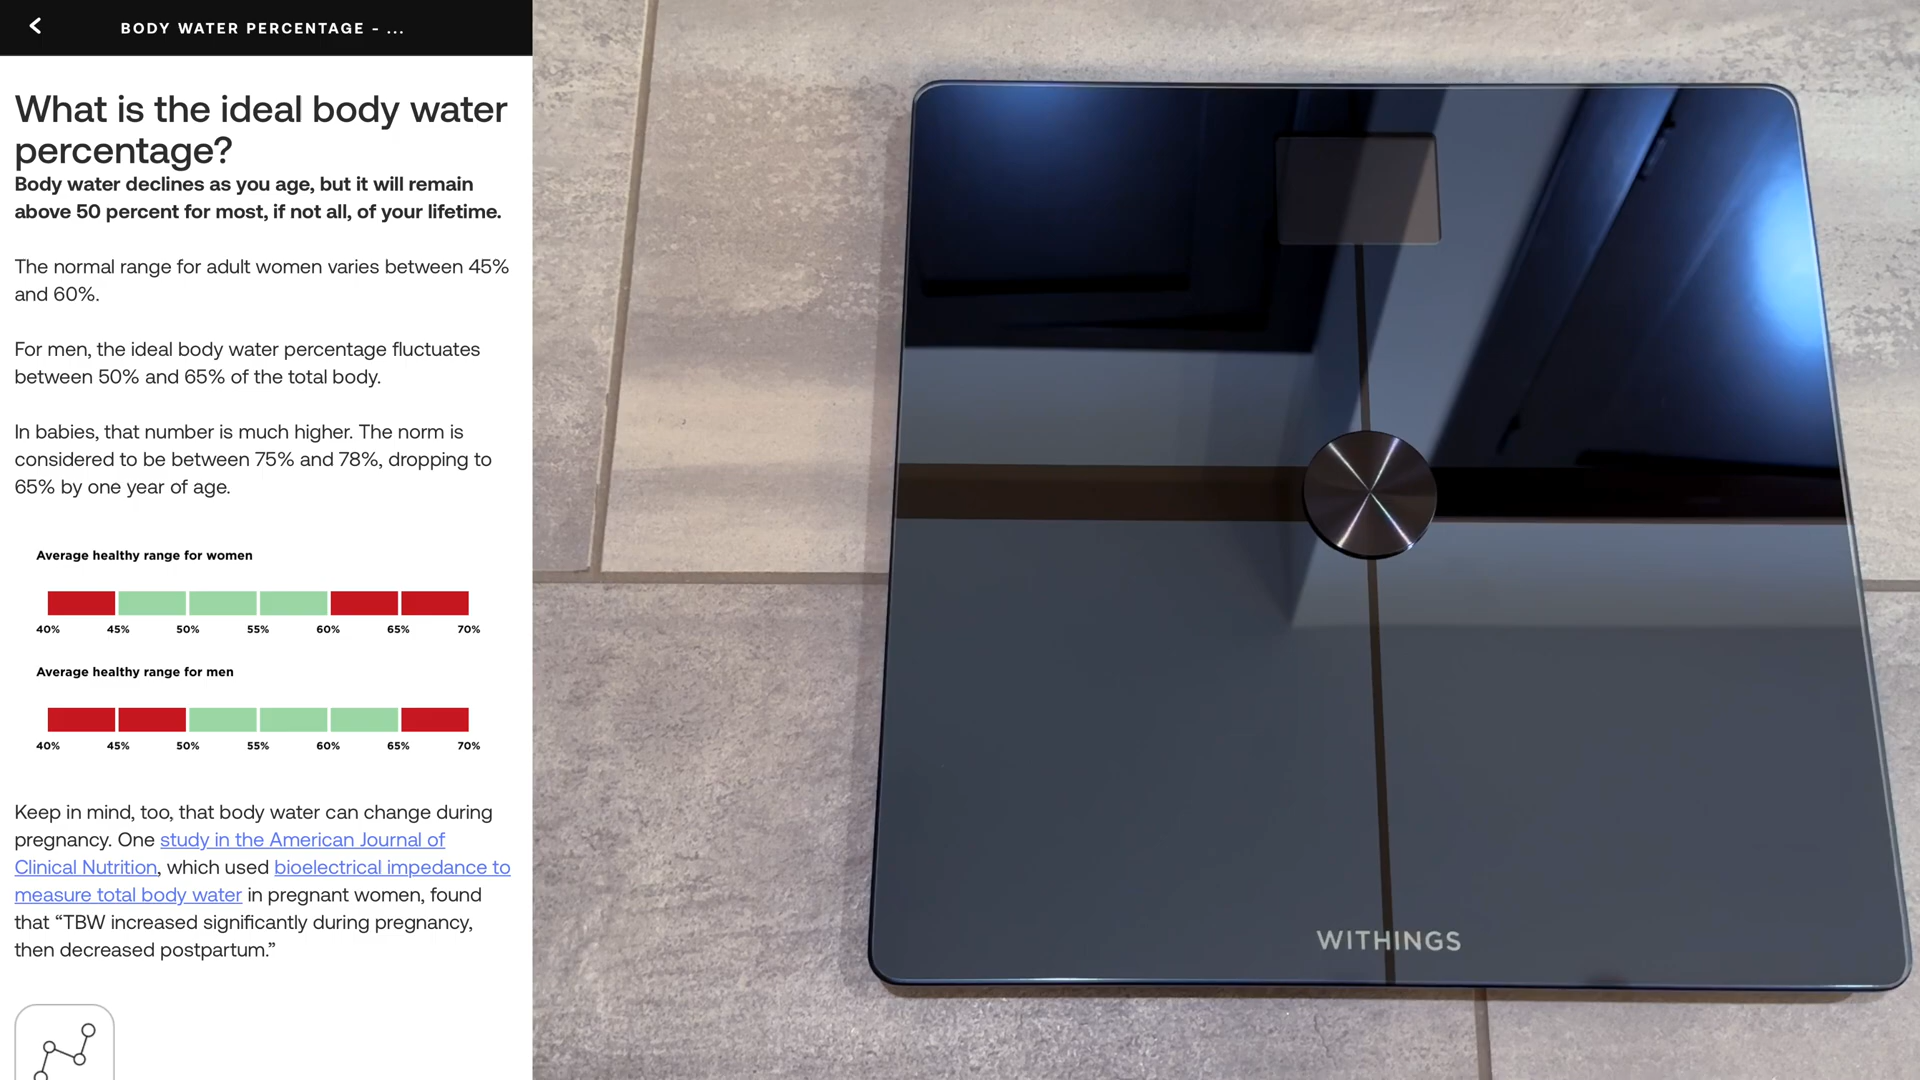 BODY WATER PERCENTAGE - ...
What is the ideal body water
percentage?
Body water declines as you age, but it will remain
above 50 percent for most, if not all, of your lifetime.
The normal range for adult women varies between 45%
and 60%.
For men, the ideal body water percentage fluctuates
between 50% and 65% of the total body.
In babies, that number is much higher. The norm is
considered to be between 75% and 78%, dropping to
65% by one year of age.
Average healthy range for women
40% 45% 50% 55% 60% 65% 70%
Average healthy range for men
40% 45% 50% 55% 60% 65% 70%
Keep in mind, too, that body water can change during
pregnancy. One study in the American Journal of
Clinical Nutrition, which used bioelectrical impedance to
measure total body water in pregnant women, found
that “TBW increased significantly during pregnancy,
then decreased postpartum.”
WITHINGS